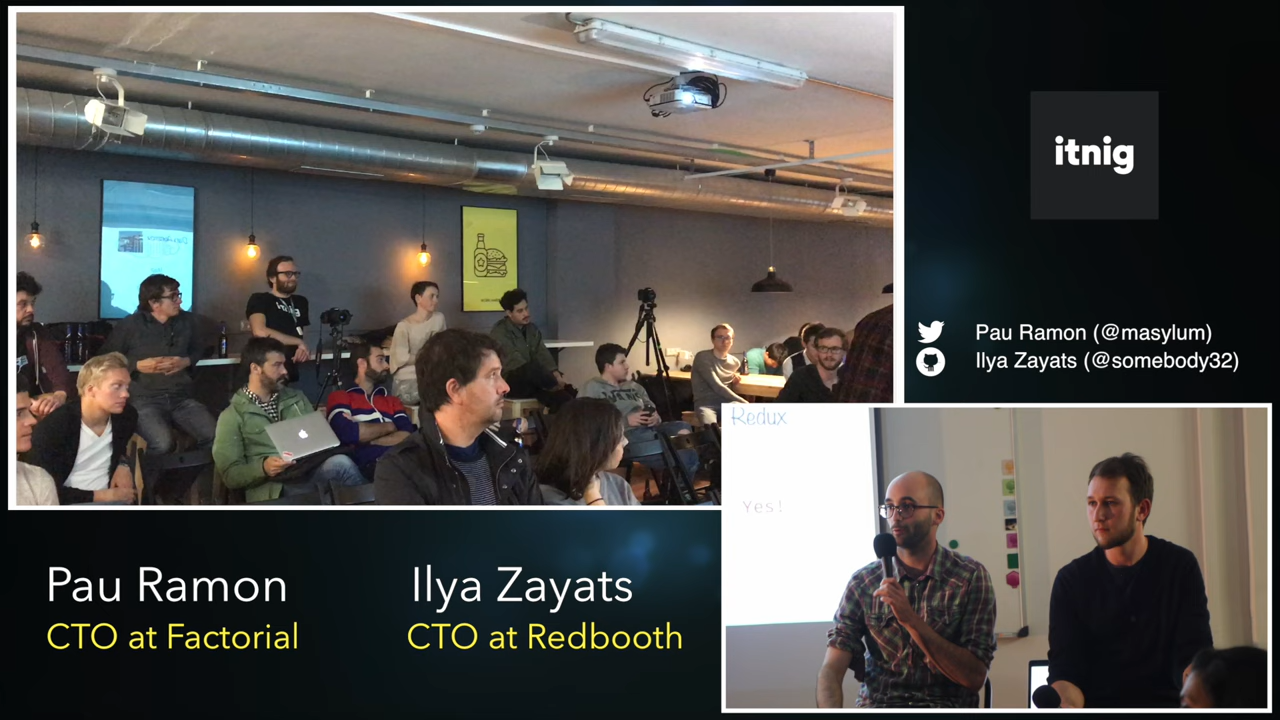 itnig
Pau Ramon (@masylum)
Ilya Zayats (@somebody32)
Redux
Yes!
Pau Ramon
CTO at Factorial
Ilya Zayats
CTO at Redbooth